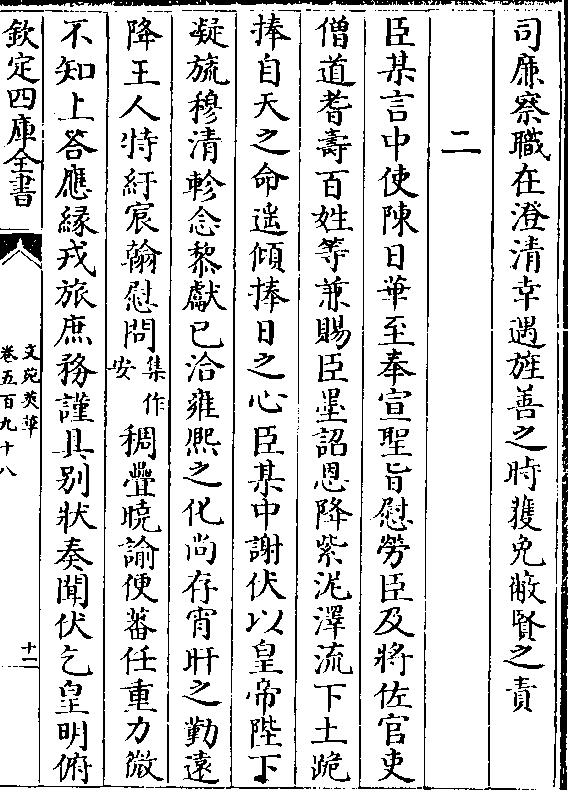 司廉察職在澄清幸遇旌善之時獲免蔽賢之責
二
臣某言中使陳日華至奉宣聖旨慰勞臣及將佐官吏
僧道耆壽百姓等兼賜臣墨詔恩降紫泥澤流下土跪
捧自天之命遥傾捧日之心臣某中謝伏以皇帝陛下
凝旒穆清軫念黎獻已洽雍熙之化尚存宵旰之勤遠
降王人特紆宸翰慰問集作安稠疊曉諭便蕃任重力微
不知上答應緣戎旅庶務謹具别狀奏聞伏乞皇明俯
欽定四庫全書
文苑英華
卷五百九十八
十二